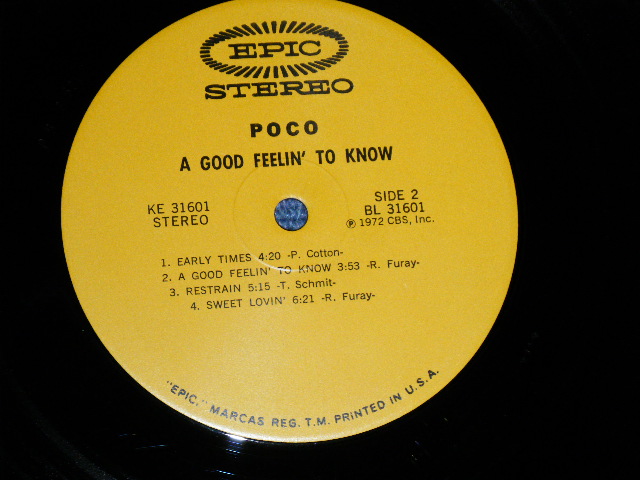 EPIC
STEREO
POCO
A GOOD FEELIN' TO KNOW
KE 31601
STEREO
SIDE 2
BL 31601
℗ 1972 CBS, Inc.
1. EARLY TIMES 4:20 -P. Cotton-
2. A GOOD FEELIN' TO KNOW 3:53 -R. Furay-
3. RESTRAIN 5:15 -T. Schmit-
4. SWEET LOVIN' 6:21 -R. Furay-
"EPIC," MARCAS REG. T.M. PRINTED IN U.S.A.